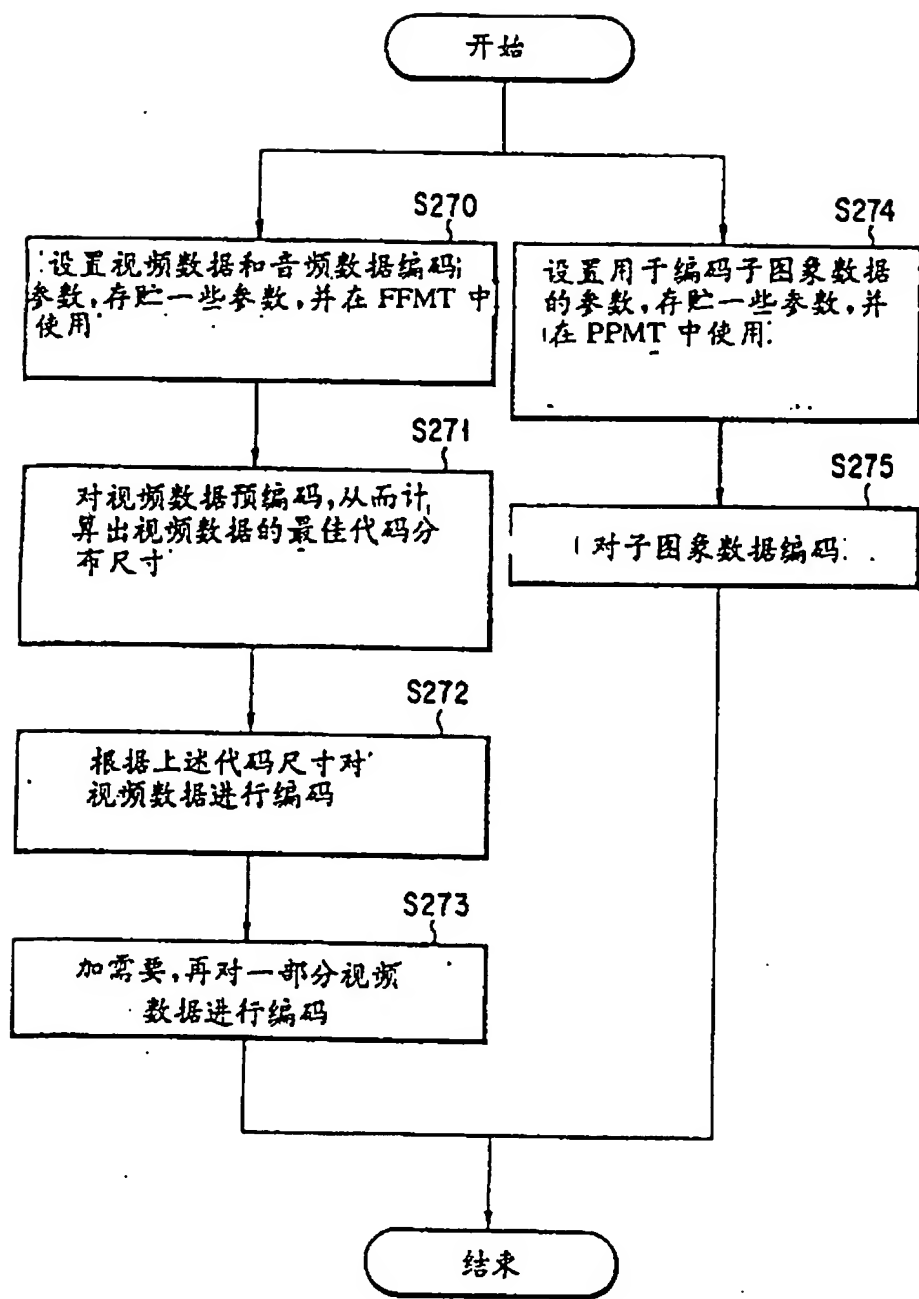 开始
S270
设置视频数据和音频数据编码
参数,存贮一些参数,并在 FFMT 中
使用
S271
对视频数据预编码,从而计
算出视频数据的最佳代码分
布尺寸
S272
根据上述代码尺寸对
视频数据进行编码
S273
加需要,再对一部分视频
数据进行编码
S274
设置用于编码子图象数据
的参数,存贮一些参数,并
在 PPMT 中使用
S275
对子图象数据编码
结束